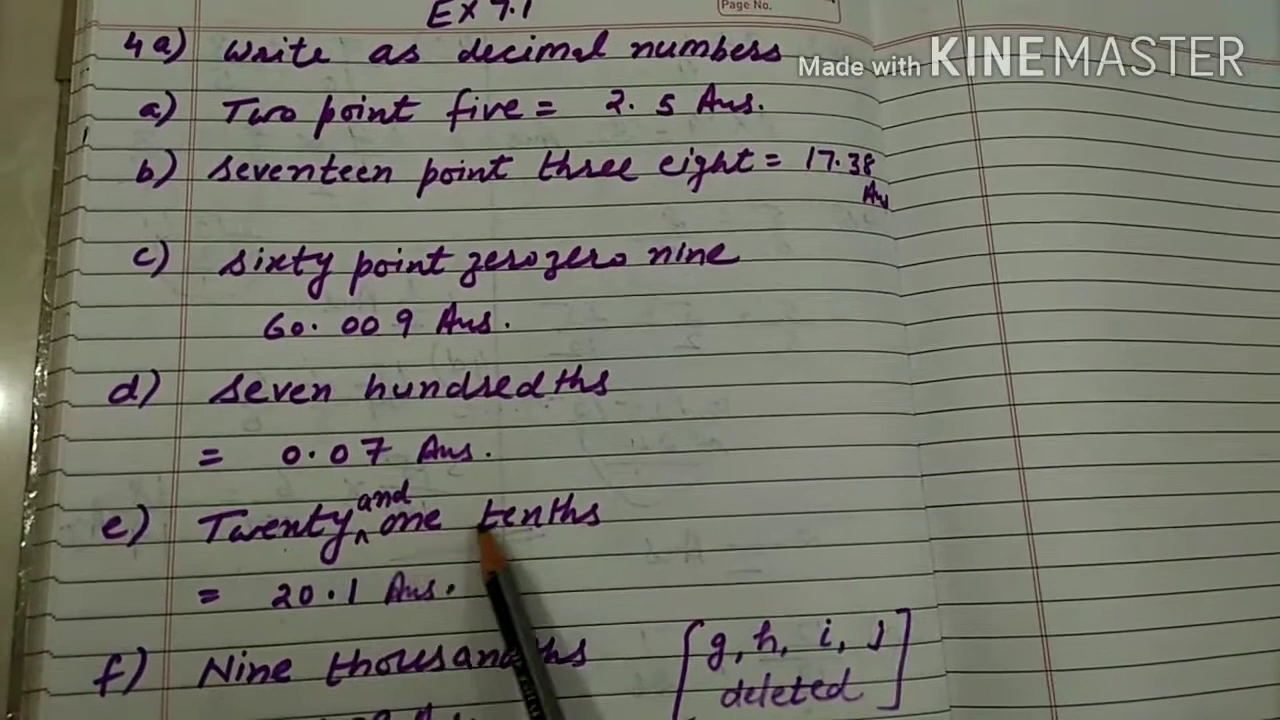 Ex 9.1
Page No.
Made with KINEMASTER
4a) Write as decimal numbers
a) Two point five = 2.5 Ans.
b) Seventeen point three eight = 17.38
Ans
c) Sixty point zero zero nine
60.009 Ans.
d) Seven hundredths
= 0.07 Ans.
e) Twenty and one tenths
= 20.1 Ans.
f) Nine thousandths
[g, h, i, j
deleted]